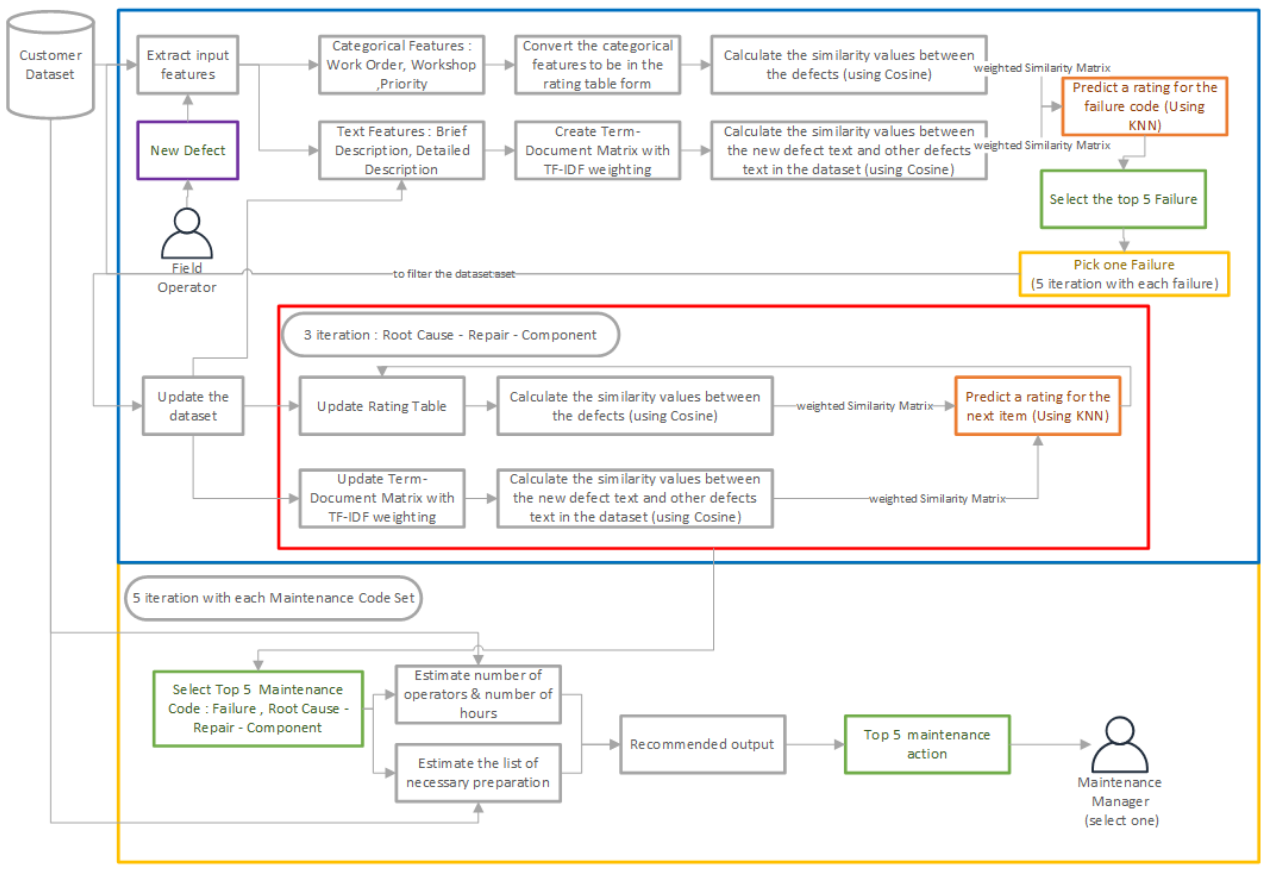 Customer
Dataset
Extract input
features
Categorical Features :
Work Order, Workshop
,Priority
Convert the categorical
features to be in the
rating table form
Calculate the similarity values between
the defects (using Cosine)
weighted Similarity Matrix
Predict a rating for the
failure code (Using
KNN)
New Defect
Text Features : Brief
Description, Detailed
Description
Create Term-
Document Matrix with
TF-IDF weighting
Calculate the similarity values between
the new defect text and other defects
text in the dataset (using Cosine)
weighted Similarity Matrix
Select the top 5 Failure
Field
Operator
to filter the datasetaset
Pick one Failure
(5 iteration with each failure)
3 iteration : Root Cause - Repair - Component
Update the
dataset
Update Rating Table
Calculate the similarity values between
the defects (using Cosine)
weighted Similarity Matrix
Predict a rating for the
next item (Using KNN)
Update Term-
Document Matrix with
TF-IDF weighting
Calculate the similarity values between
the new defect text and other defects
text in the dataset (using Cosine)
weighted Similarity Matrix
5 iteration with each Maintenance Code Set
Select Top 5 Maintenance
Code : Failure , Root Cause -
Repair - Component
Estimate number of
operators & number of
hours
Estimate the list of
necessary preparation
Recommended output
Top 5 maintenance
action
Maintenance
Manager
(select one)